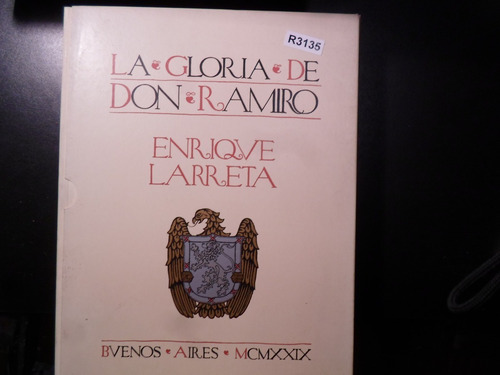 R3135
LA GLORIA DE
DON RAMIRO
ENRIQVE
LARRETA
BVENOS • AIRES • MCMXXIX